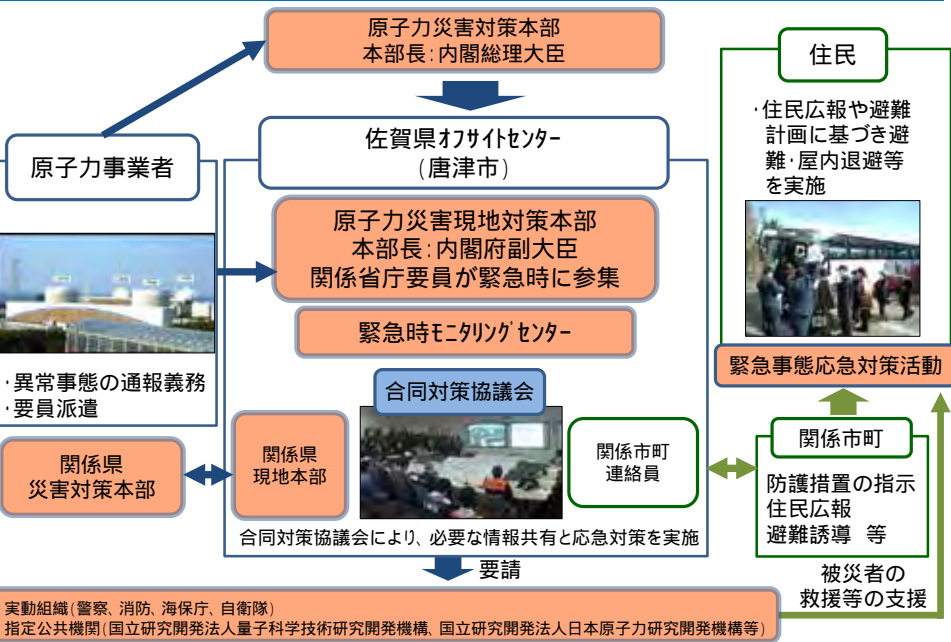 原子力災害対策本部
本部長：内閣総理大臣
住民
・住民広報や避難
計画に基づき避
難・屋内退避等
を実施
緊急事態応急対策活動
原子力事業者
・異常事態の通報義務
・要員派遣
佐賀県ｵﾌｻｲﾄｾﾝﾀｰ
(唐津市)
原子力災害現地対策本部
本部長：内閣府副大臣
関係省庁要員が緊急時に参集
緊急時ﾓﾆﾀﾘﾝｸﾞｾﾝﾀｰ
合同対策協議会
関係県
災害対策本部
関係県
現地本部
関係市町
連絡員
関係市町
防護措置の指示
住民広報
避難誘導 等
合同対策協議会により、必要な情報共有と応急対策を実施
要請
被災者の
救援等の支援
実動組織(警察、消防、海保庁、自衛隊)
指定公共機関(国立研究開発法人量子科学技術研究開発機構、国立研究開発法人日本原子力研究開発機構等)